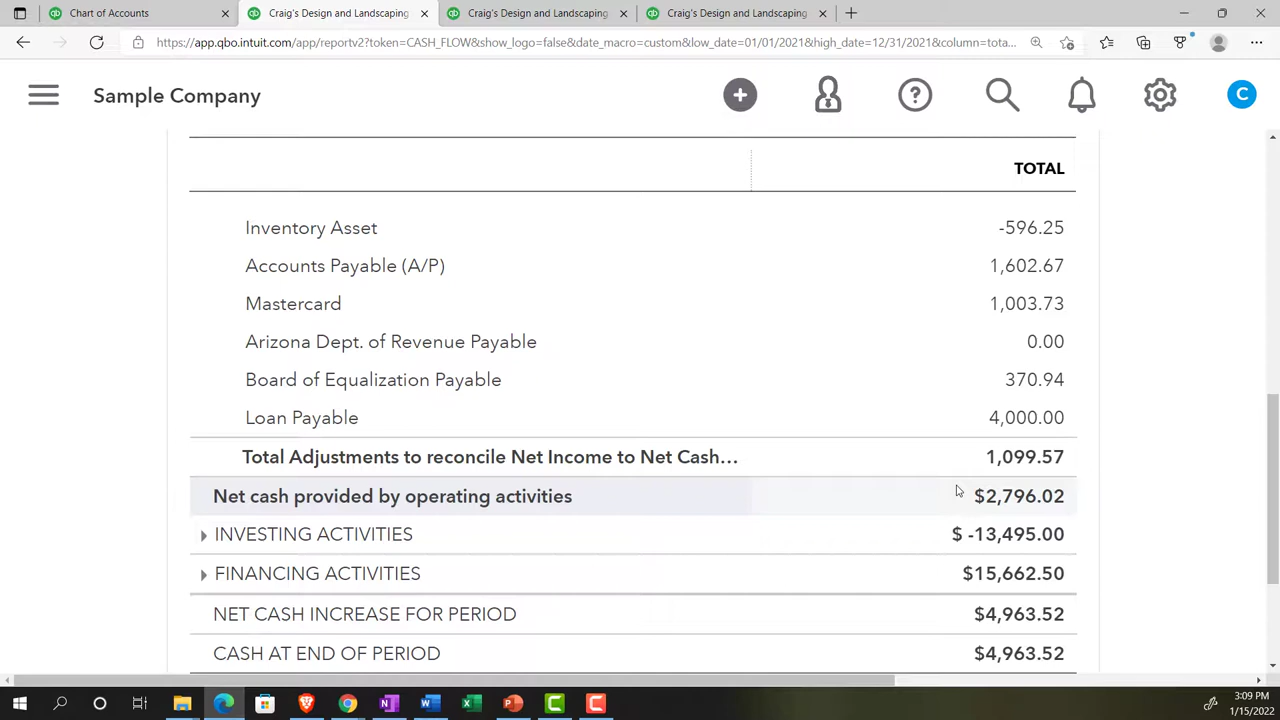 Chart of Accounts
Craig's Design and Landscaping
Craig's Design and Landscaping
Craig's Design and Landscaping
https://app.qbo.intuit.com/app/reportv2?token=CASH_FLOW&show_logo=false&date_macro=custom&low_date=01/01/2021&high_date=12/31/2021&column=tota...
Sample Company
C
TOTAL
Inventory Asset -596.25
Accounts Payable (A/P) 1,602.67
Mastercard 1,003.73
Arizona Dept. of Revenue Payable 0.00
Board of Equalization Payable 370.94
Loan Payable 4,000.00
Total Adjustments to reconcile Net Income to Net Cash... 1,099.57
Net cash provided by operating activities $2,796.02
INVESTING ACTIVITIES $ -13,495.00
FINANCING ACTIVITIES $15,662.50
NET CASH INCREASE FOR PERIOD $4,963.52
CASH AT END OF PERIOD $4,963.52
3:09 PM
1/15/2022